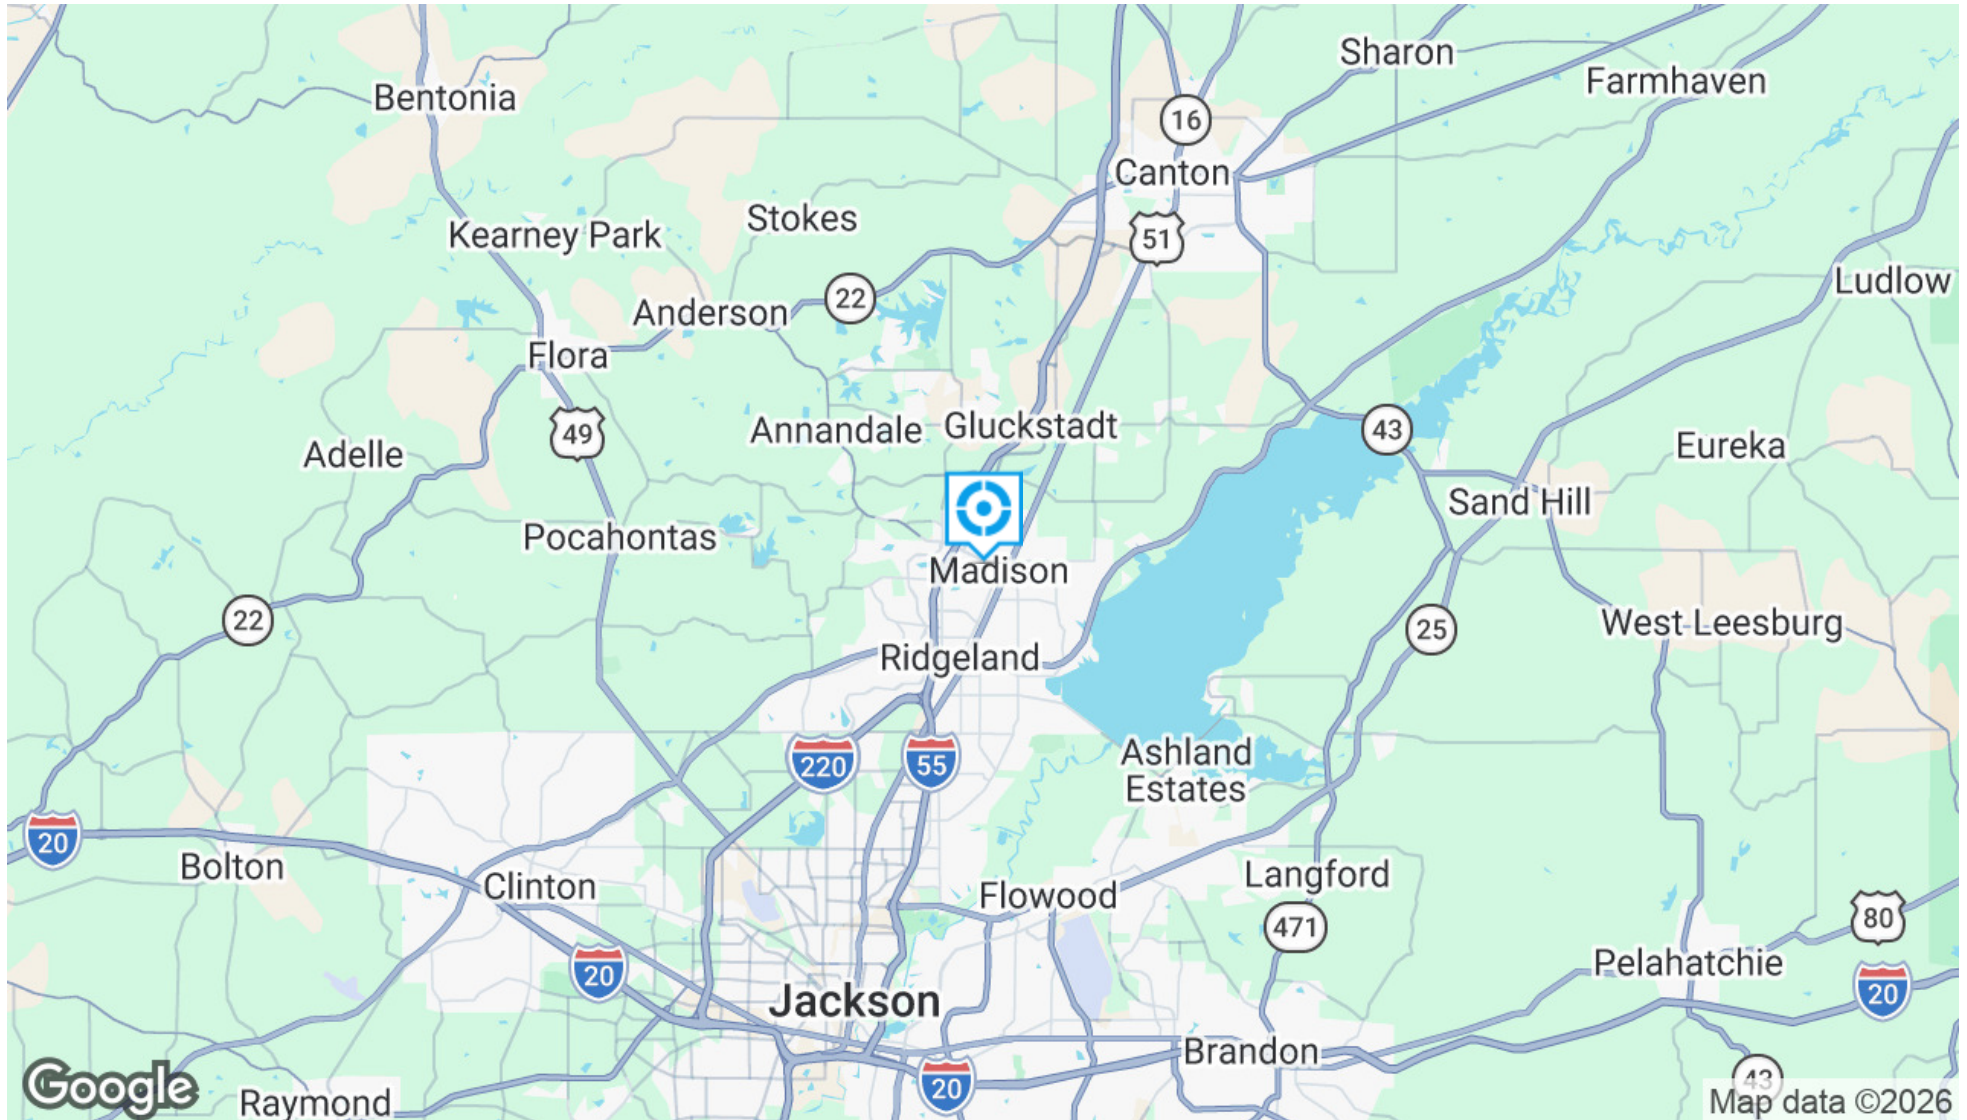 Sharon
Farmhaven
Bentonia
16
Canton
Stokes
Kearney Park
51
Ludlow
22
Anderson
Flora
Annandale
Gluckstadt
43
49
Adelle
Eureka
Sand Hill
Pocahontas
Madison
22
25
West Leesburg
Ridgeland
Ashland
Estates
220
55
20
Bolton
Clinton
Langford
Flowood
80
471
Pelahatchie
20
20
Jackson
Brandon
20
43
Google
Raymond
Map data ©2026